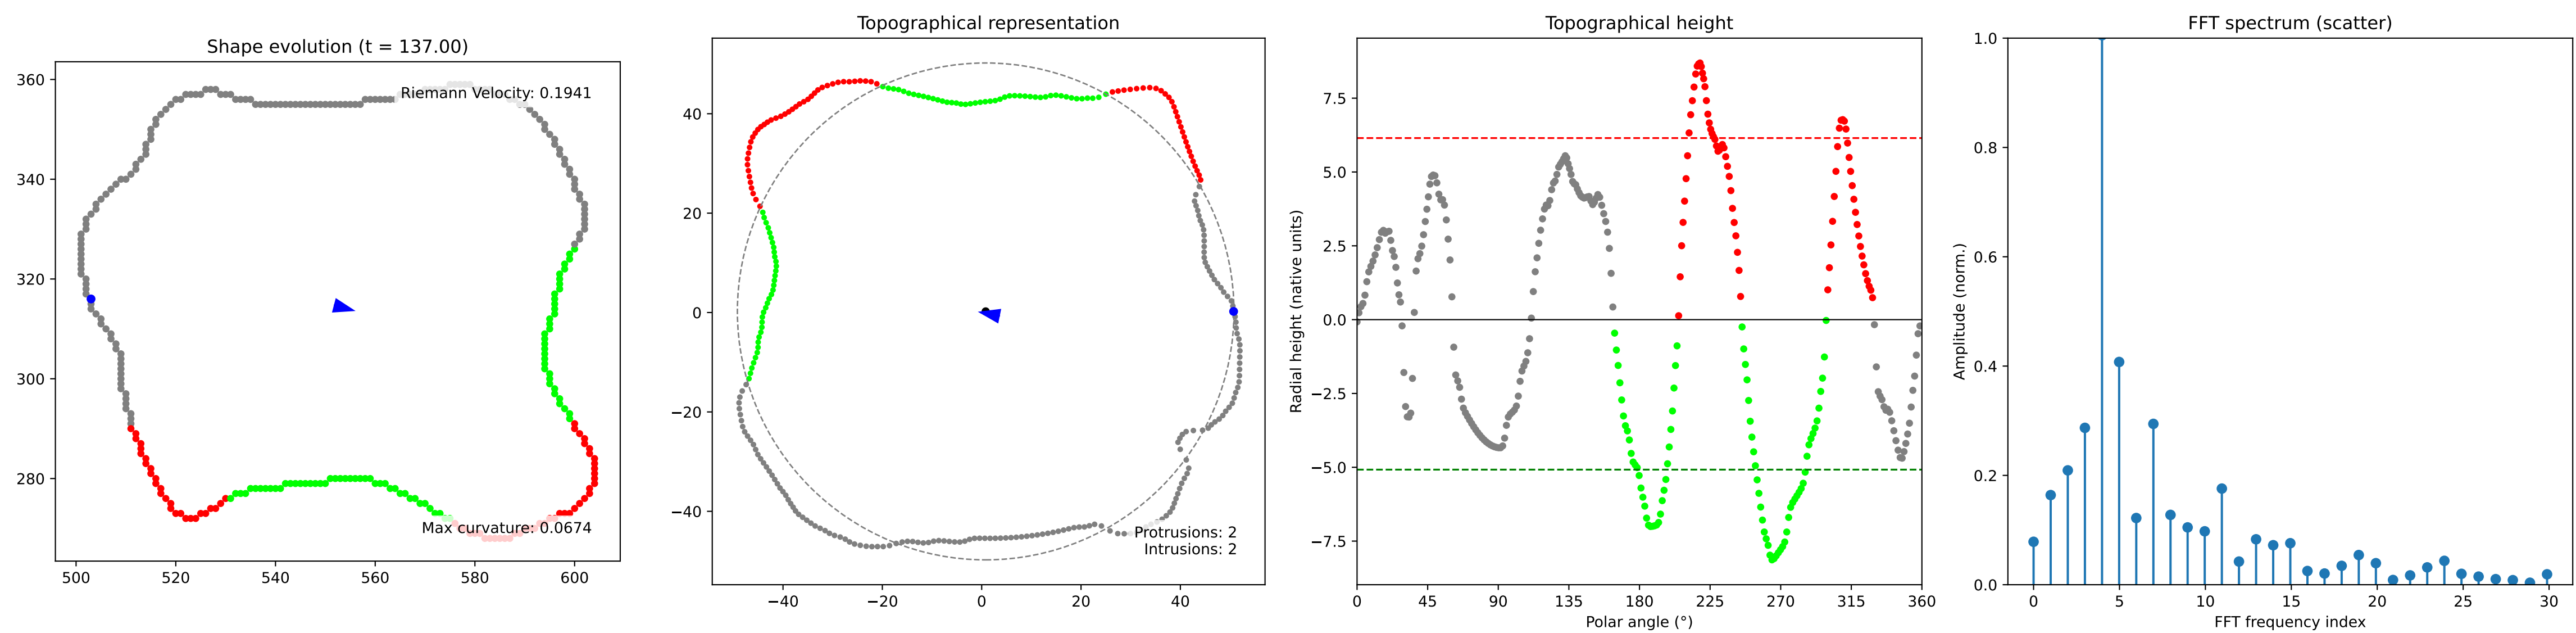 Shape evolution (t = 137.00)
Riemann Velocity: 0.1941
Max curvature: 0.0674
360
340
320
300
280
500 520 540 560 580 600
Topographical representation
Protrusions: 2
Intrusions: 2
40
20
0
−20
−40
−40 −20 0 20 40
Topographical height
Radial height (native units)
7.5
5.0
2.5
0.0
−2.5
−5.0
−7.5
0 45 90 135 180 225 270 315 360
Polar angle (°)
FFT spectrum (scatter)
Amplitude (norm.)
1.0
0.8
0.6
0.4
0.2
0.0
0 5 10 15 20 25 30
FFT frequency index